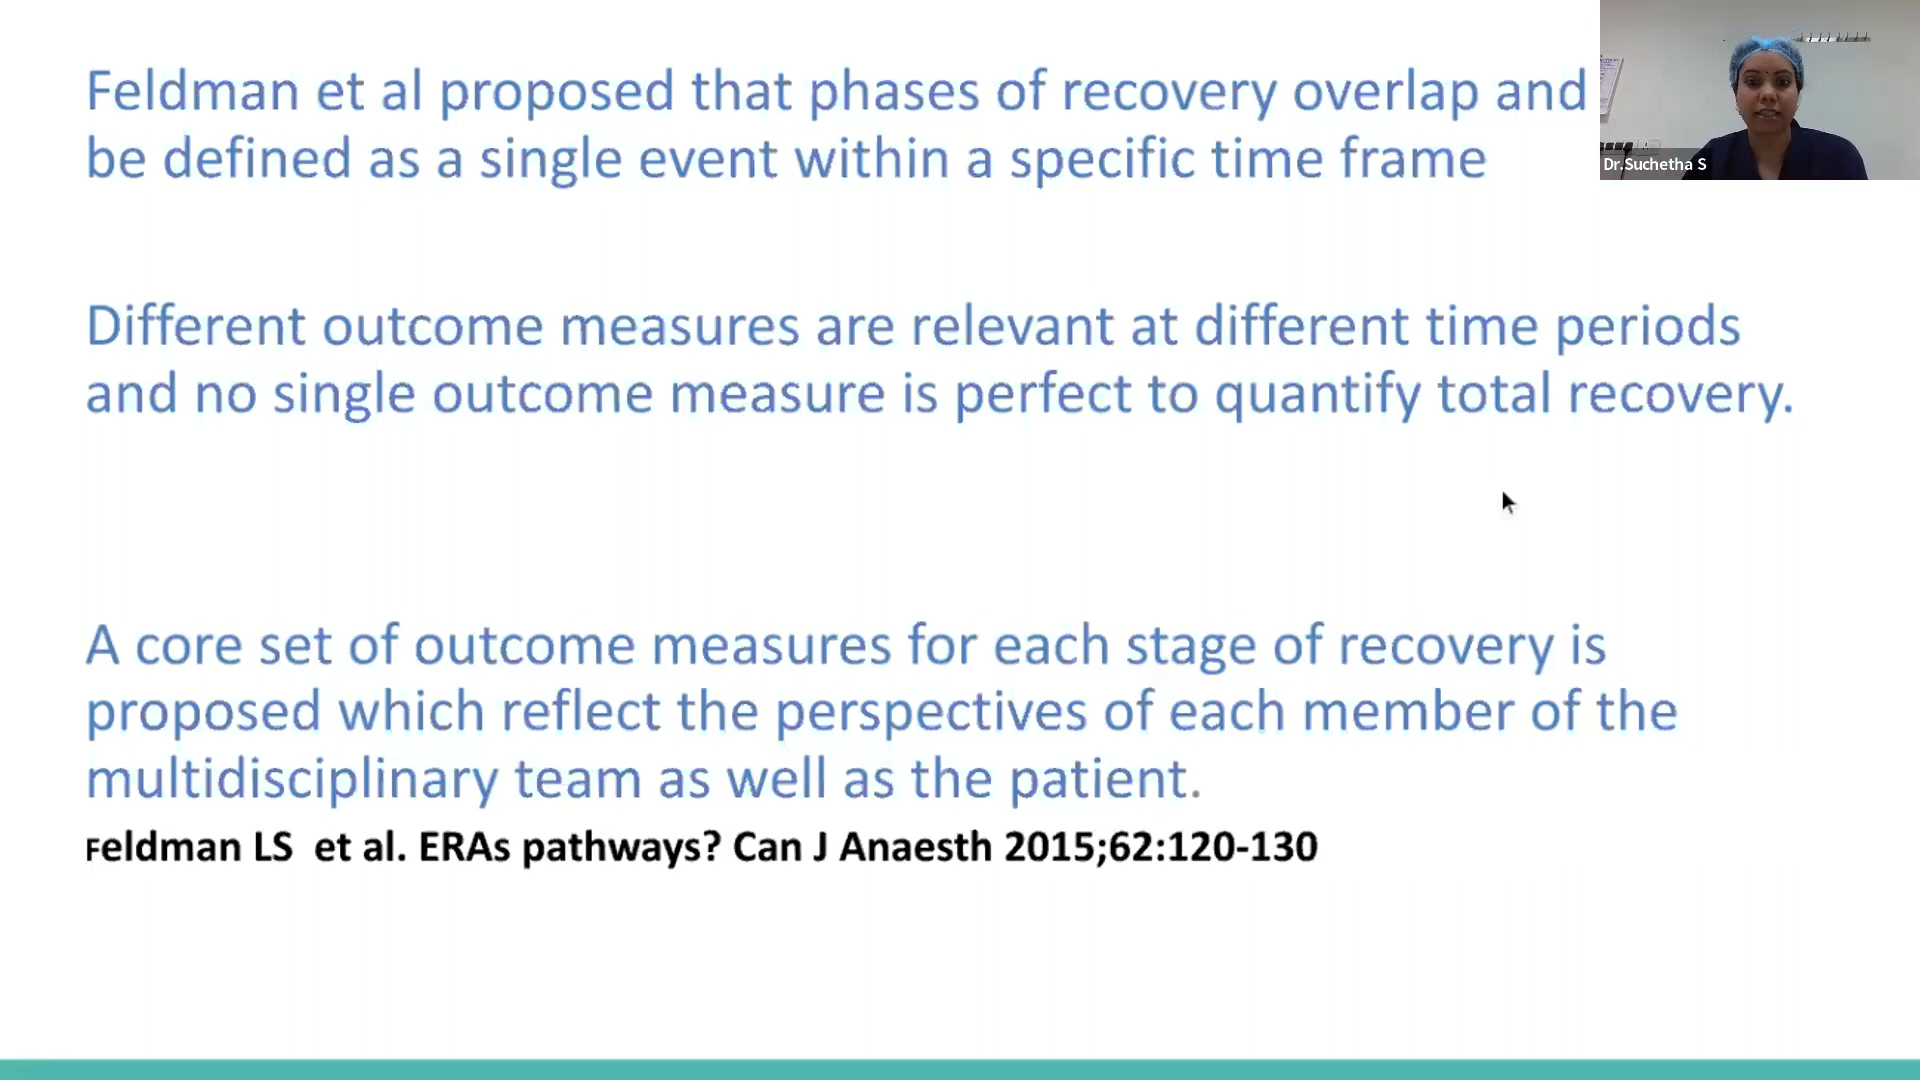 Feldman et al proposed that phases of recovery overlap and
be defined as a single event within a specific time frame
Dr.Suchetha S
Different outcome measures are relevant at different time periods
and no single outcome measure is perfect to quantify total recovery.
A core set of outcome measures for each stage of recovery is
proposed which reflect the perspectives of each member of the
multidisciplinary team as well as the patient.
Feldman LS et al. ERAs pathways? Can J Anaesth 2015;62:120-130